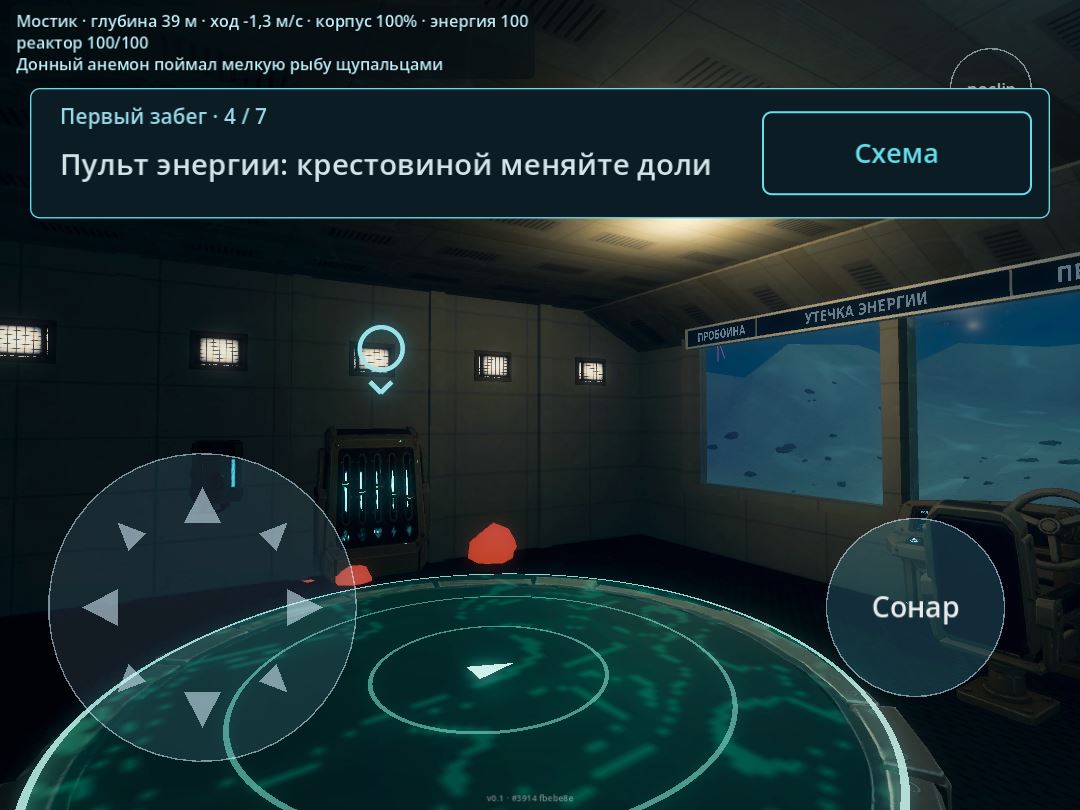 Мостик · глубина 39 м · ход -1,3 м/с · корпус 100% · энергия 100
реактор 100/100
Донный анемон поймал мелкую рыбу щупальцами
Первый забег · 4 / 7
Пульт энергии: крестовиной меняйте доли
Схема
ПРОБОИНА
УТЕЧКА ЭНЕРГИИ
Сонар
v0.1 · #3914 fbebe8e